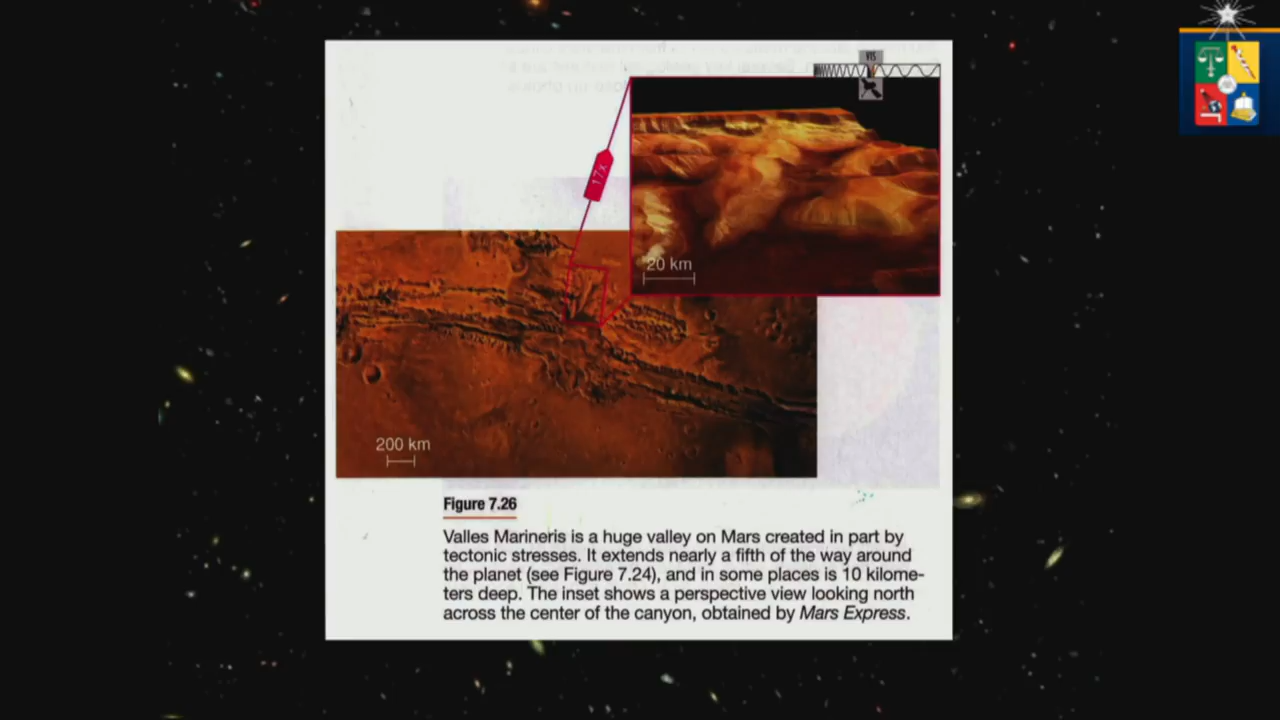 VIS
17x
20 km
200 km
Figure 7.26
Valles Marineris is a huge valley on Mars created in part by
tectonic stresses. It extends nearly a fifth of the way around
the planet (see Figure 7.24), and in some places is 10 kilome-
ters deep. The inset shows a perspective view looking north
across the center of the canyon, obtained by Mars Express.